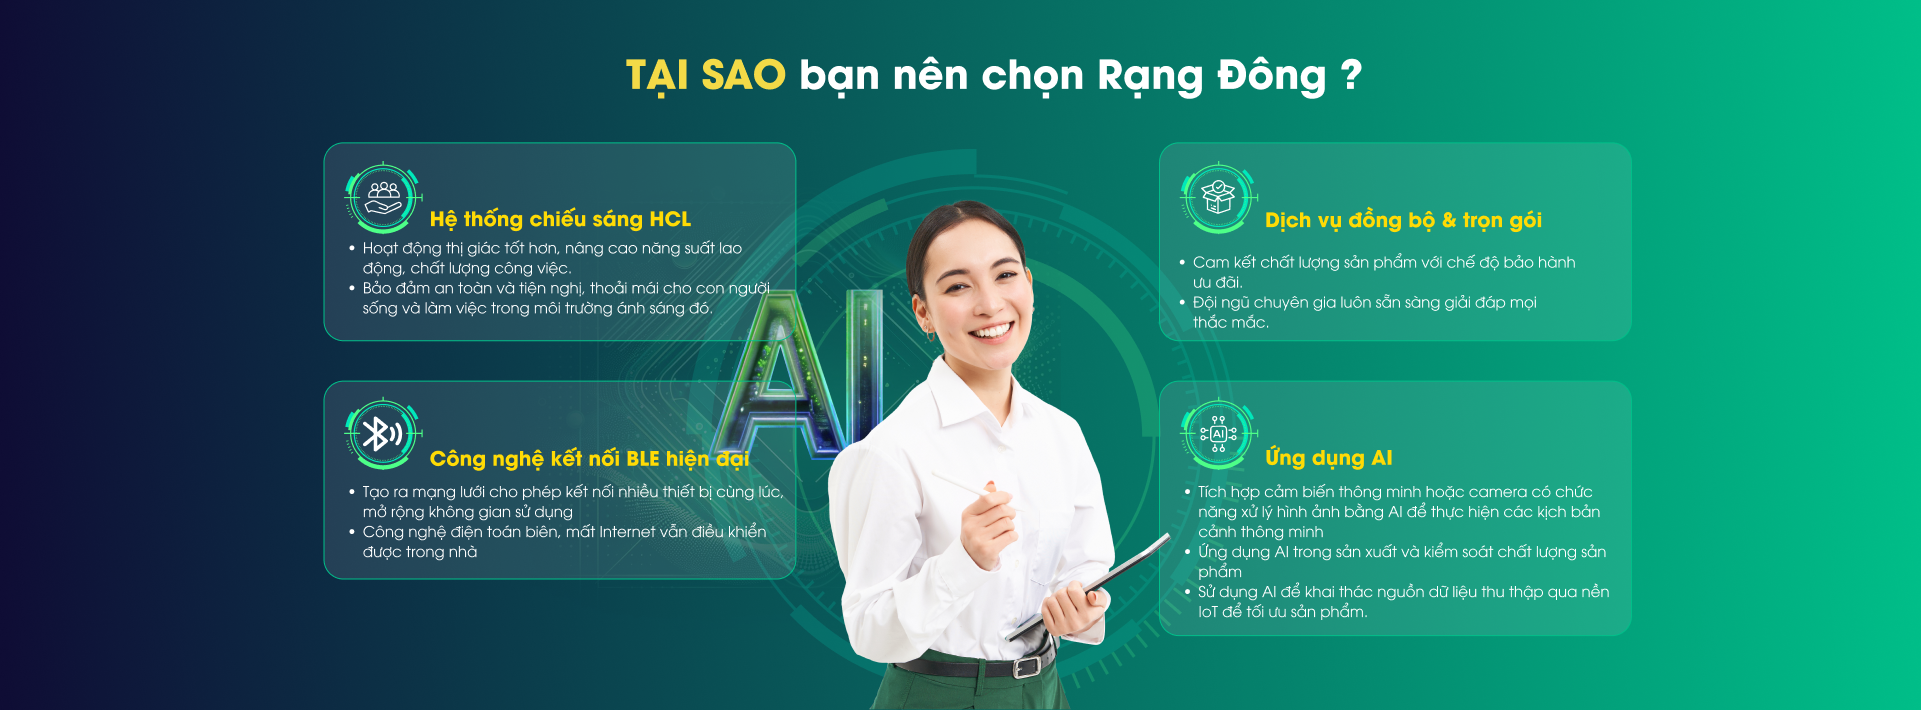 TẠI SAO bạn nên chọn Rạng Đông ?
Hệ thống chiếu sáng HCL
• Hoạt động thị giác tốt hơn, nâng cao năng suất lao
động, chất lượng công việc.
• Bảo đảm an toàn và tiện nghi, thoải mái cho con người
sống và làm việc trong môi trường ánh sáng đó.
Dịch vụ đồng bộ & trọn gói
• Cam kết chất lượng sản phẩm với chế độ bảo hành
ưu đãi.
• Đội ngũ chuyên gia luôn sẵn sàng giải đáp mọi
thắc mắc.
AI
Công nghệ kết nối BLE hiện đại
• Tạo ra mạng lưới cho phép kết nối nhiều thiết bị cùng lúc,
mở rộng không gian sử dụng
• Công nghệ điện toán biên, mất Internet vẫn điều khiển
được trong nhà
AI
Ứng dụng AI
• Tích hợp cảm biến thông minh hoặc camera có chức
năng xử lý hình ảnh bằng AI để thực hiện các kịch bản
cảnh thông minh
• Ứng dụng AI trong sản xuất và kiểm soát chất lượng sản
phẩm
• Sử dụng AI để khai thác nguồn dữ liệu thu thập qua nền
IoT để tối ưu sản phẩm.